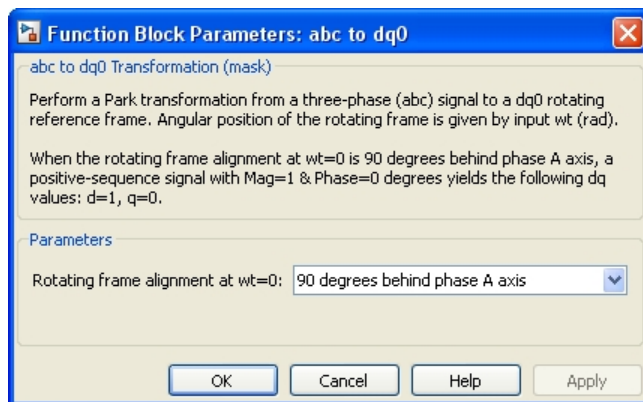 Function Block Parameters: abc to dq0
abc to dq0 Transformation (mask)
Perform a Park transformation from a three-phase (abc) signal to a dq0 rotating
reference frame. Angular position of the rotating frame is given by input wt (rad).
When the rotating frame alignment at wt=0 is 90 degrees behind phase A axis, a
positive-sequence signal with Mag=1 & Phase=0 degrees yields the following dq
values: d=1, q=0.
Parameters
Rotating frame alignment at wt=0: 90 degrees behind phase A axis
OK Cancel Help Apply